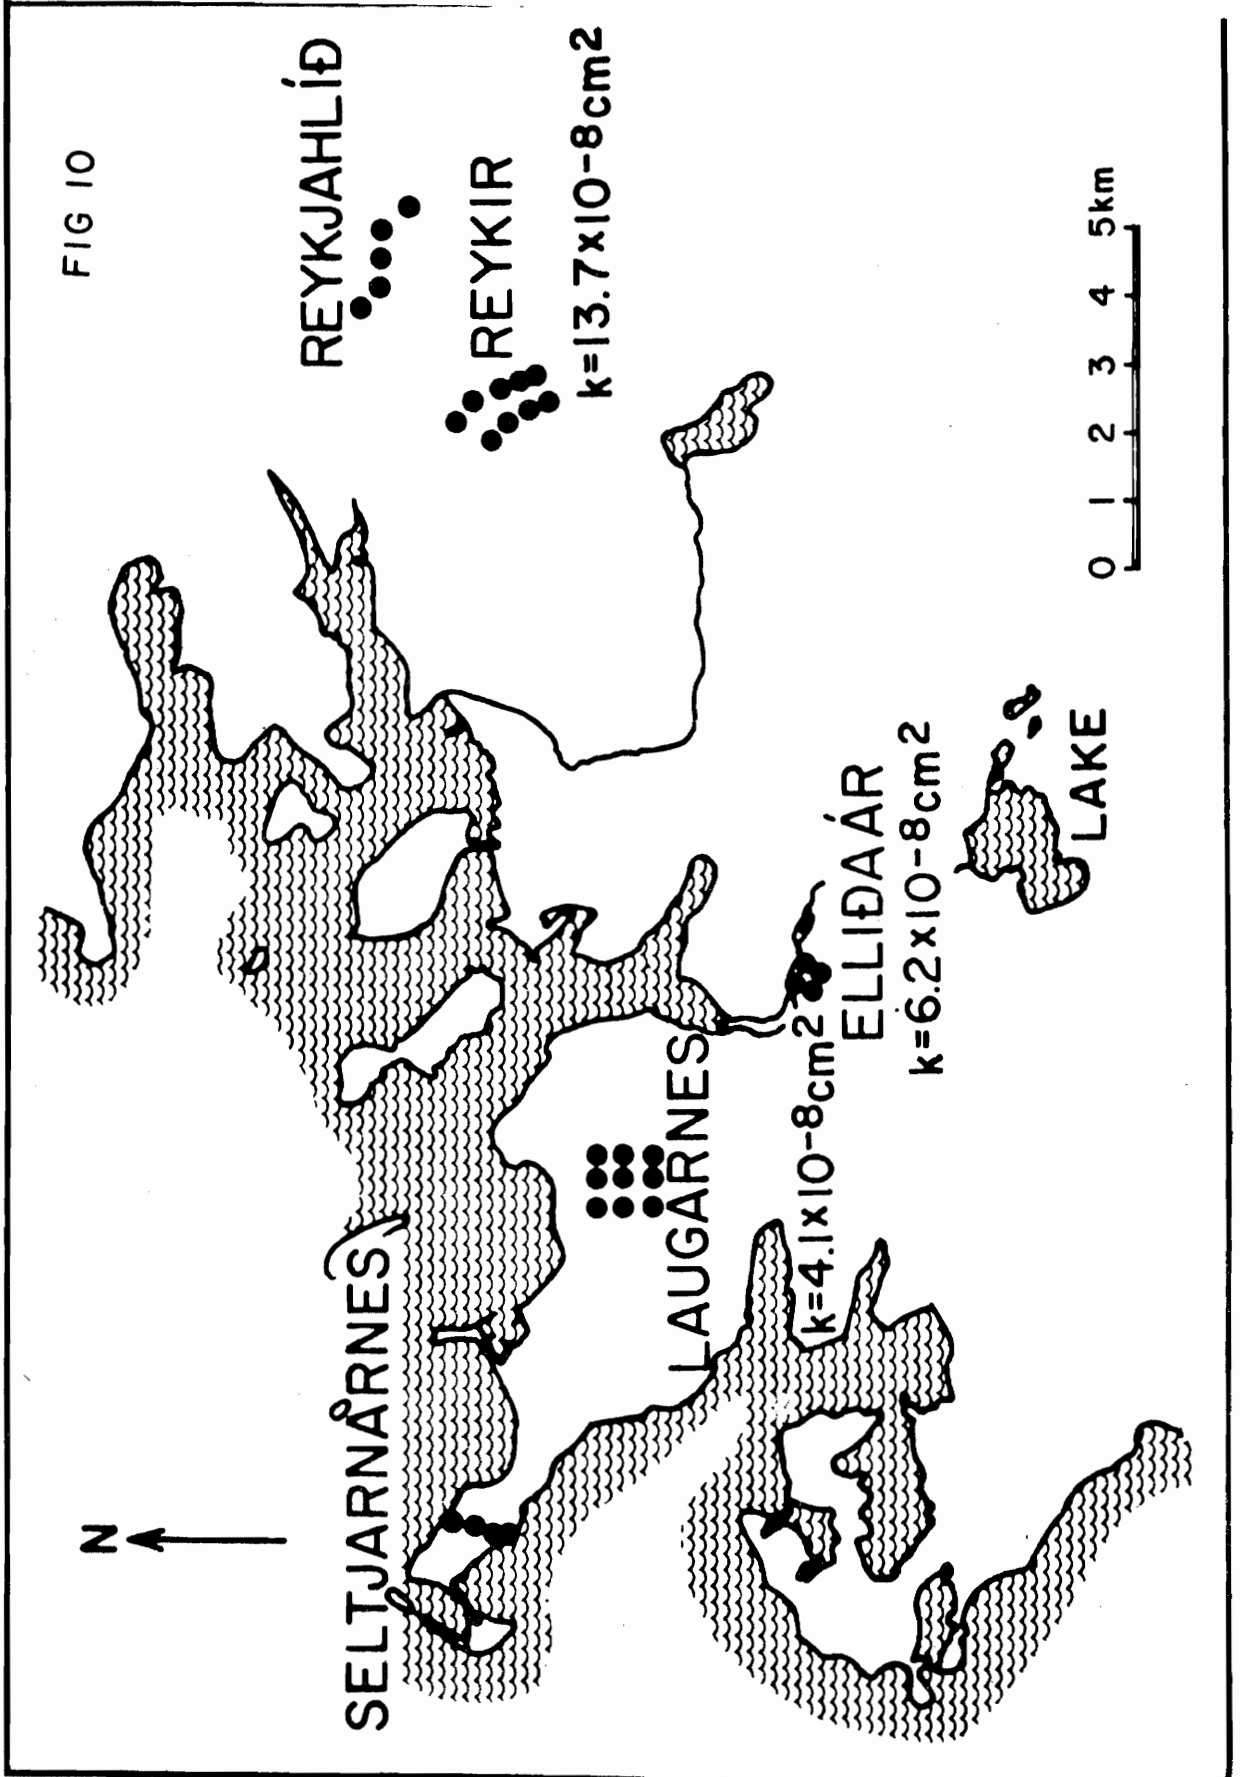 FIG 10
REYKJAHLÍÐ
REYKIR
k=13.7x10-8cm2
N
SELTJARNÅRNES
LAUGARNES
k=4.1x10-8cm2
ELLIÐAÁR
k=6.2x10-8cm2
LAKE
0 1 2 3 4 5km